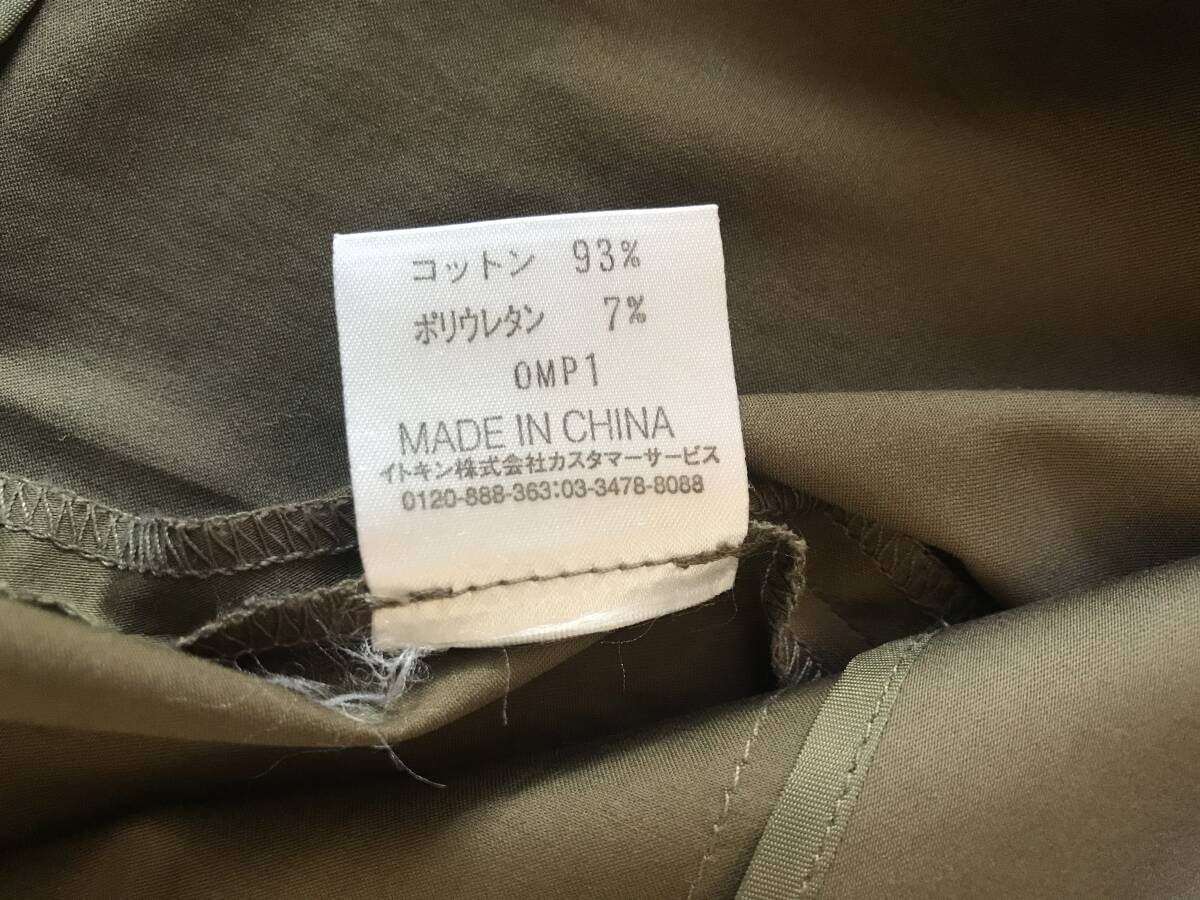 コットン 93%
ポリウレタン 7%
OMP1
MADE IN CHINA
イトキン株式会社カスタマーサービス
0120-888-363:03-3478-8088